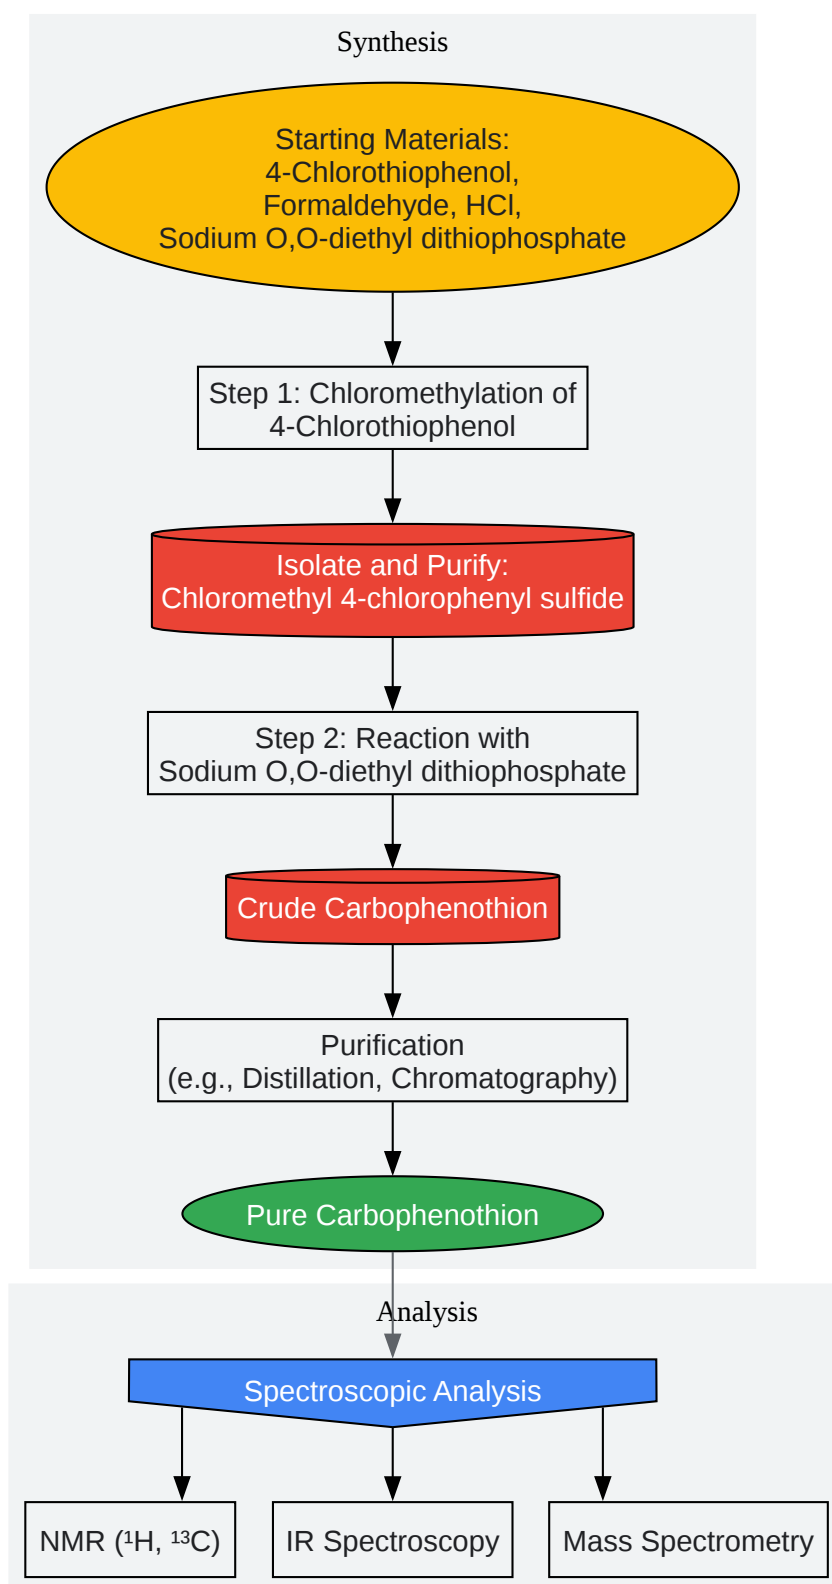 Synthesis
Starting Materials:
4-Chlorothiophenol,
Formaldehyde, HCl,
Sodium O,O-diethyl dithiophosphate
Step 1: Chloromethylation of
4-Chlorothiophenol
Isolate and Purify:
Chloromethyl 4-chlorophenyl sulfide
Step 2: Reaction with
Sodium O,O-diethyl dithiophosphate
Crude Carbophenothion
Purification
(e.g., Distillation, Chromatography)
Pure Carbophenothion
Analysis
Spectroscopic Analysis
NMR (¹H, ¹³C)
IR Spectroscopy
Mass Spectrometry